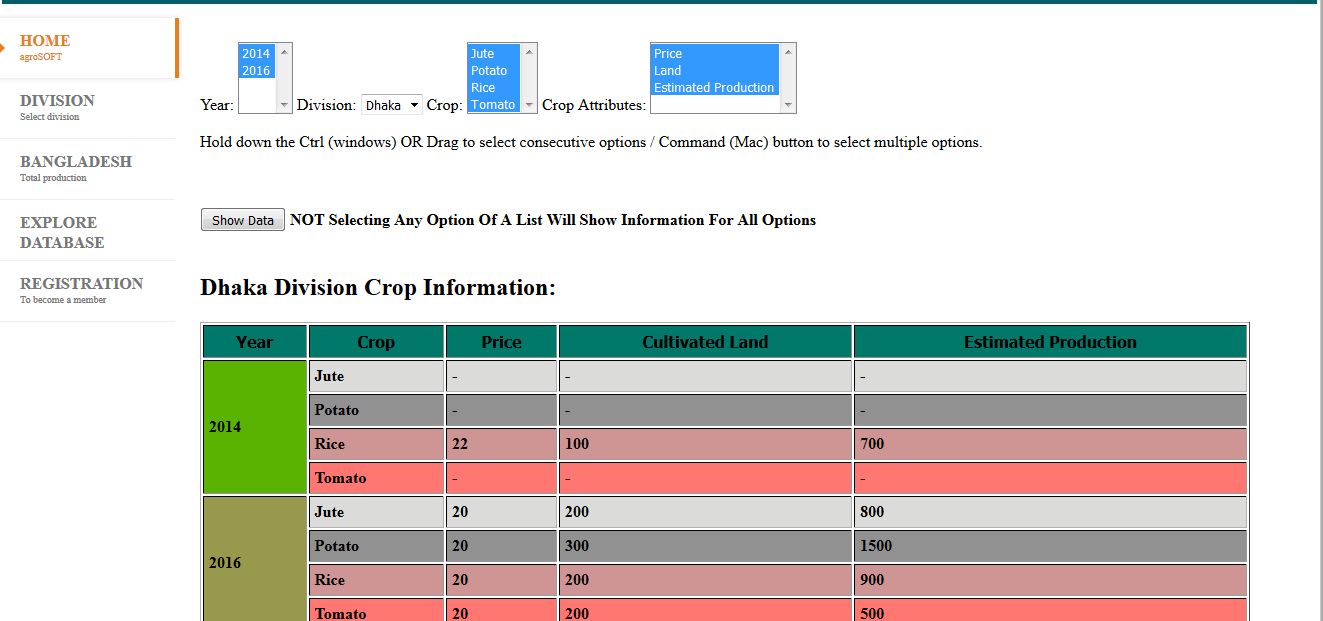 HOME
agroSOFT
DIVISION
Select division
BANGLADESH
Total production
EXPLORE
DATABASE
REGISTRATION
To become a member
Year: 2014 2016 Division: Dhaka Crop: Jute Potato Rice Tomato Crop Attributes: Price Land Estimated Production
Hold down the Ctrl (windows) OR Drag to select consecutive options / Command (Mac) button to select multiple options.
Show Data NOT Selecting Any Option Of A List Will Show Information For All Options
Dhaka Division Crop Information:
Year Crop Price Cultivated Land Estimated Production
2014
Jute - - -
Potato - - -
Rice 22 100 700
Tomato - - -
2016
Jute 20 200 800
Potato 20 300 1500
Rice 20 200 900
Tomato 20 200 500